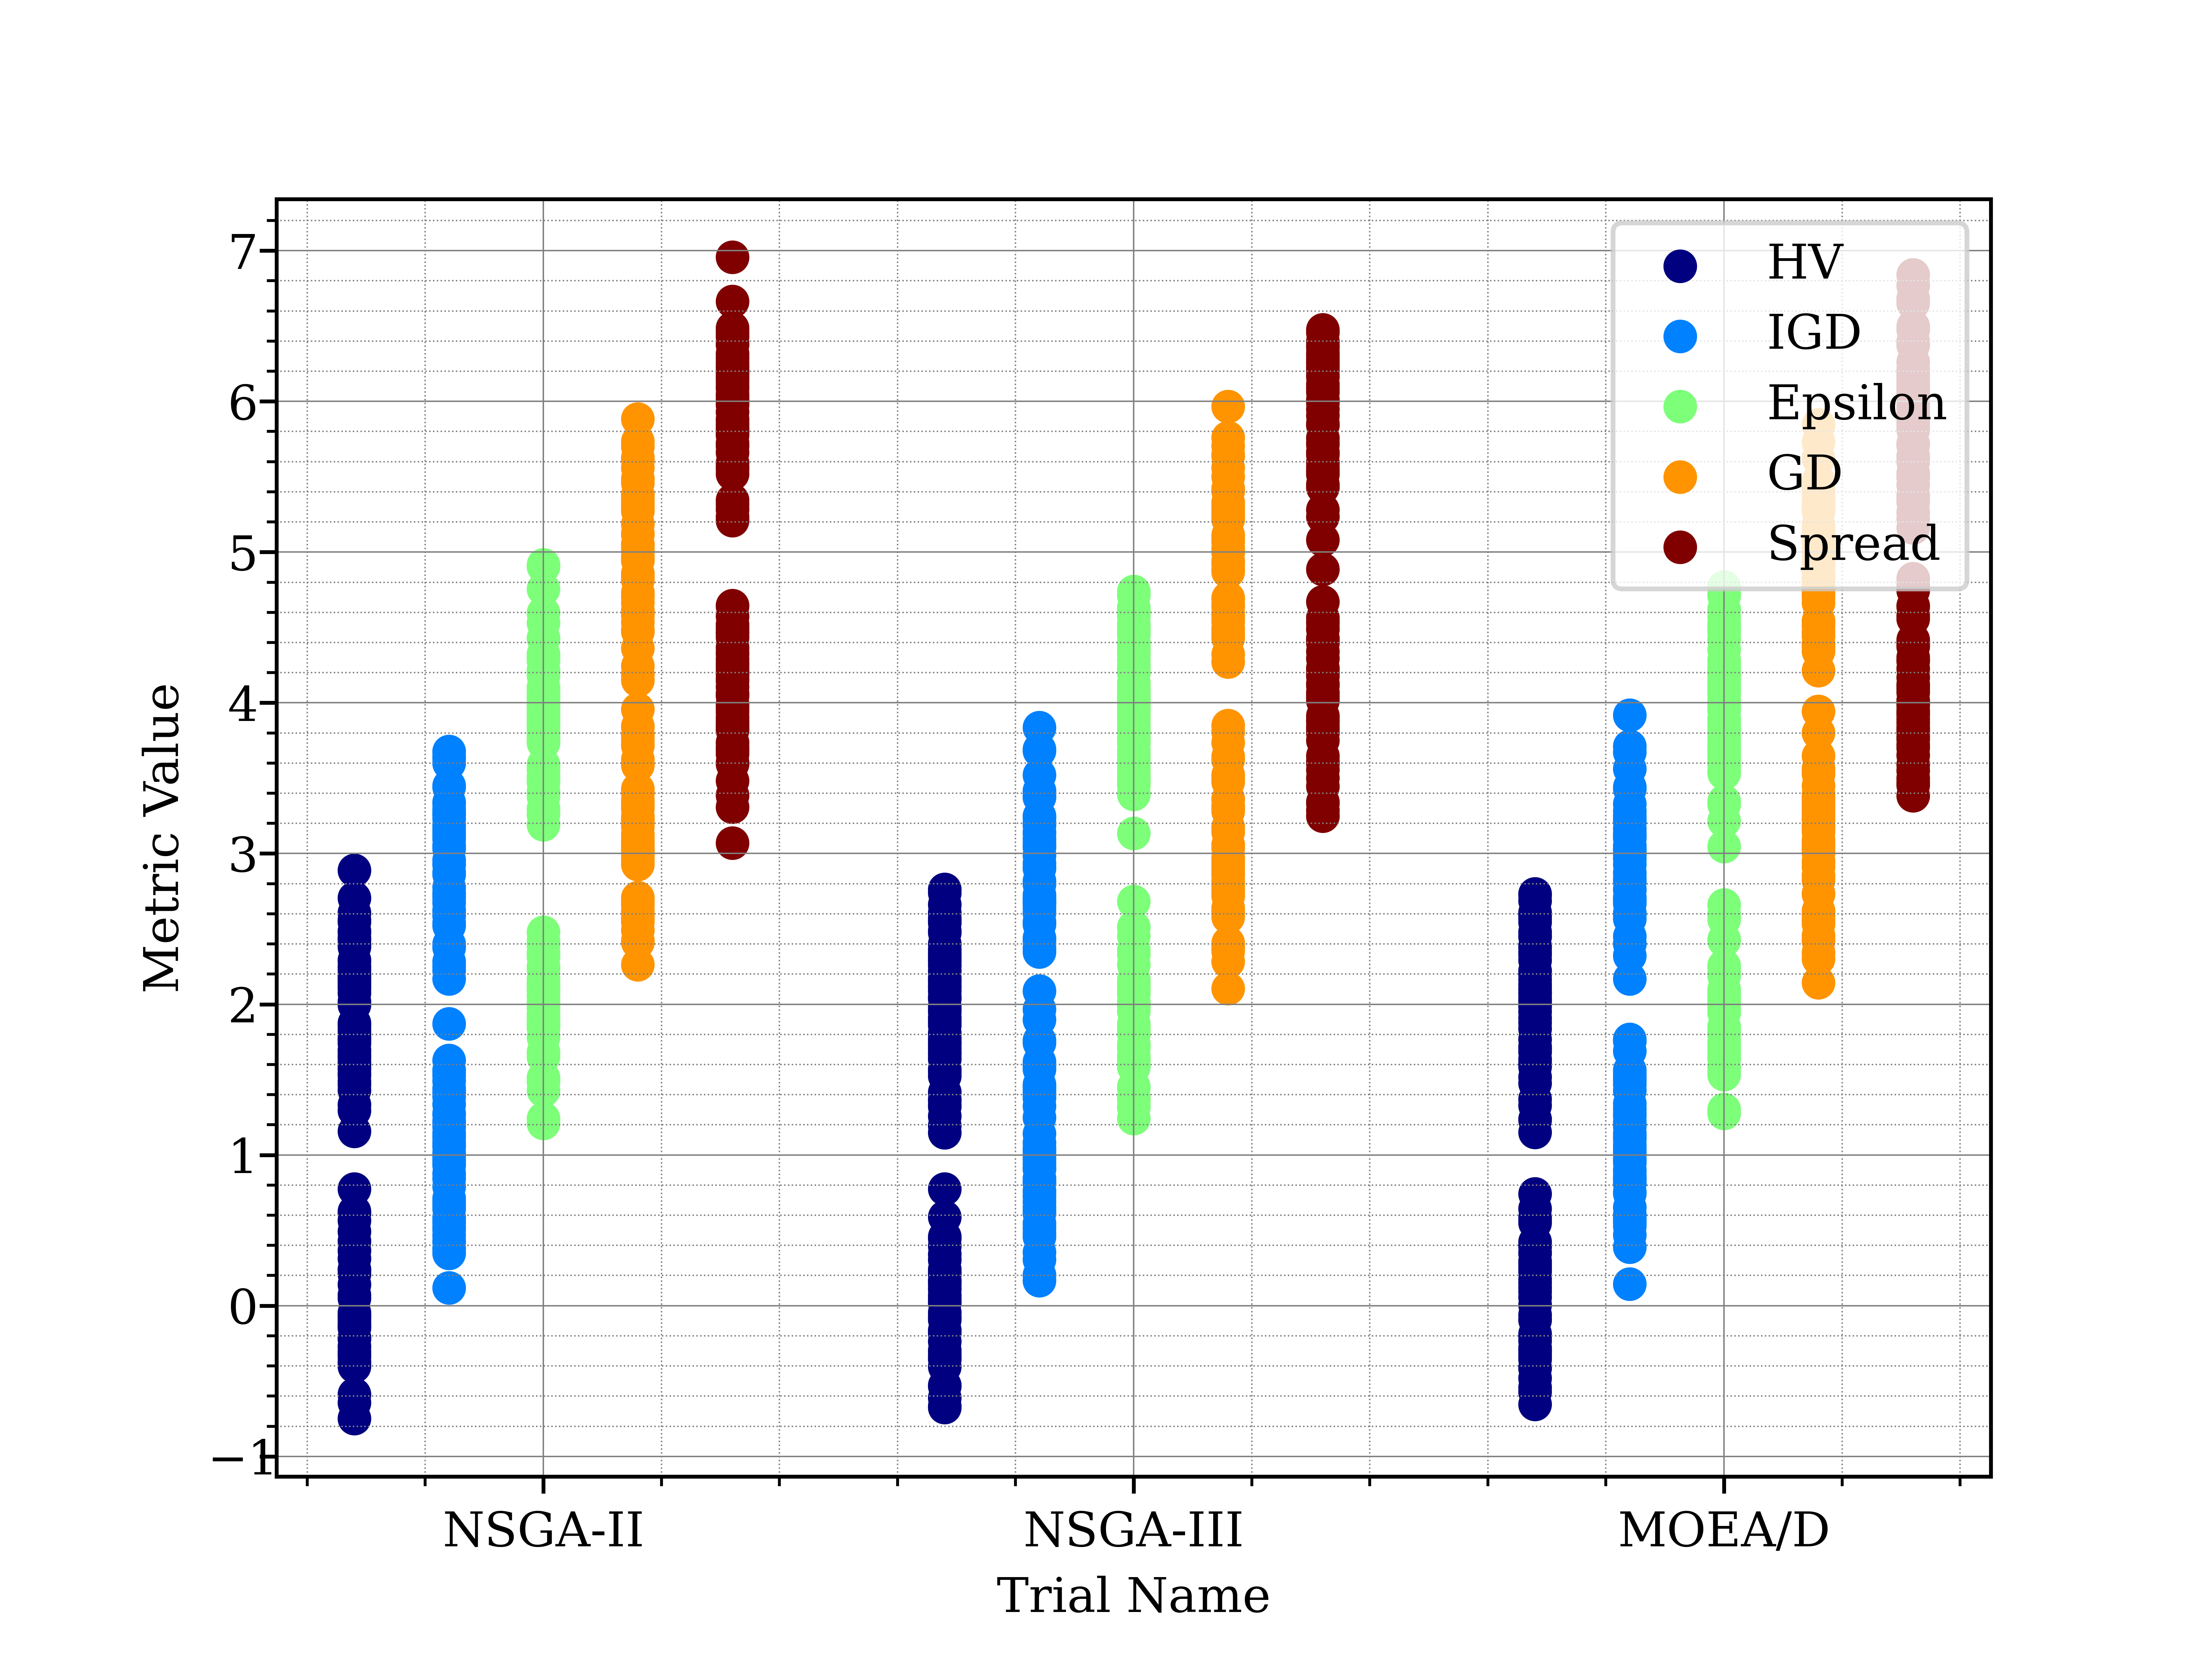 Metric Value
7
6
5
4
3
2
1
0
−1
HV
IGD
Epsilon
GD
Spread
NSGA-II
NSGA-III
MOEA/D
Trial Name